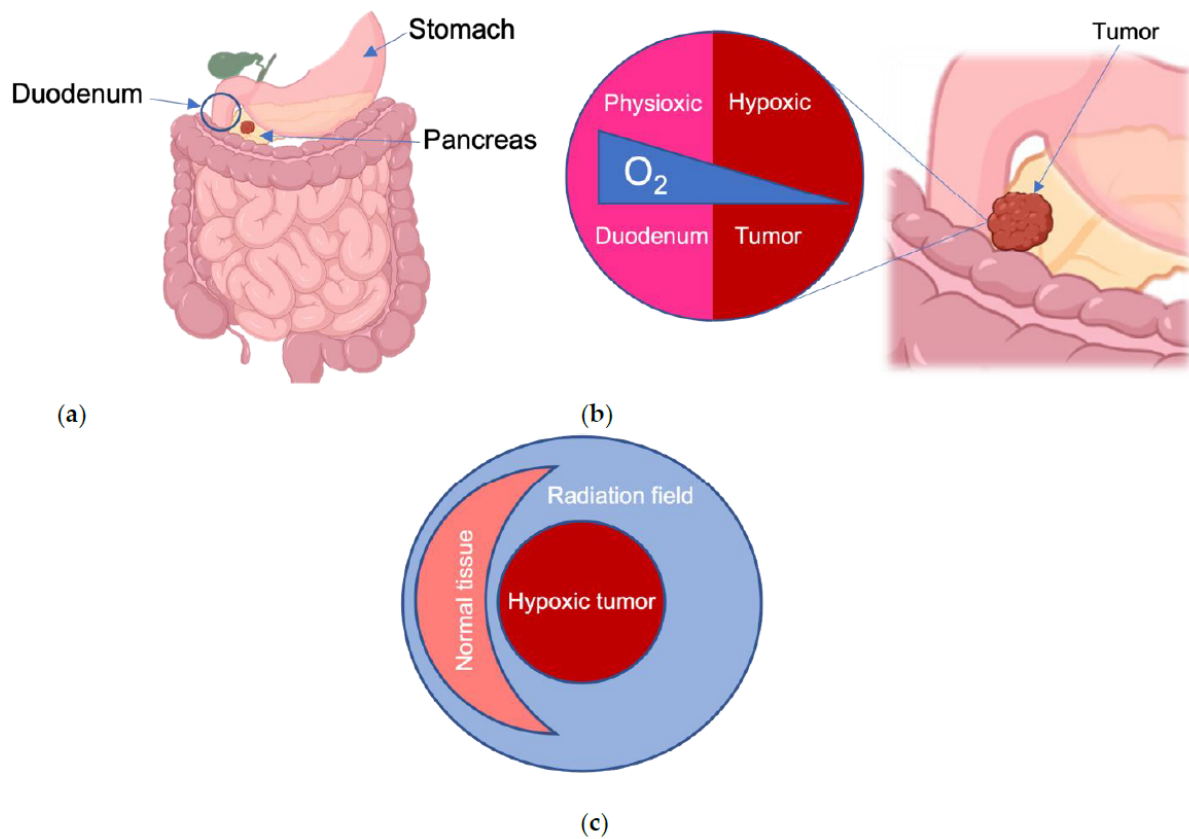 Stomach
Duodenum
Pancreas
(a)
Physioxic Hypoxic
O₂
Duodenum Tumor
Tumor
(b)
Radiation field
Normal tissue
Hypoxic tumor
(c)